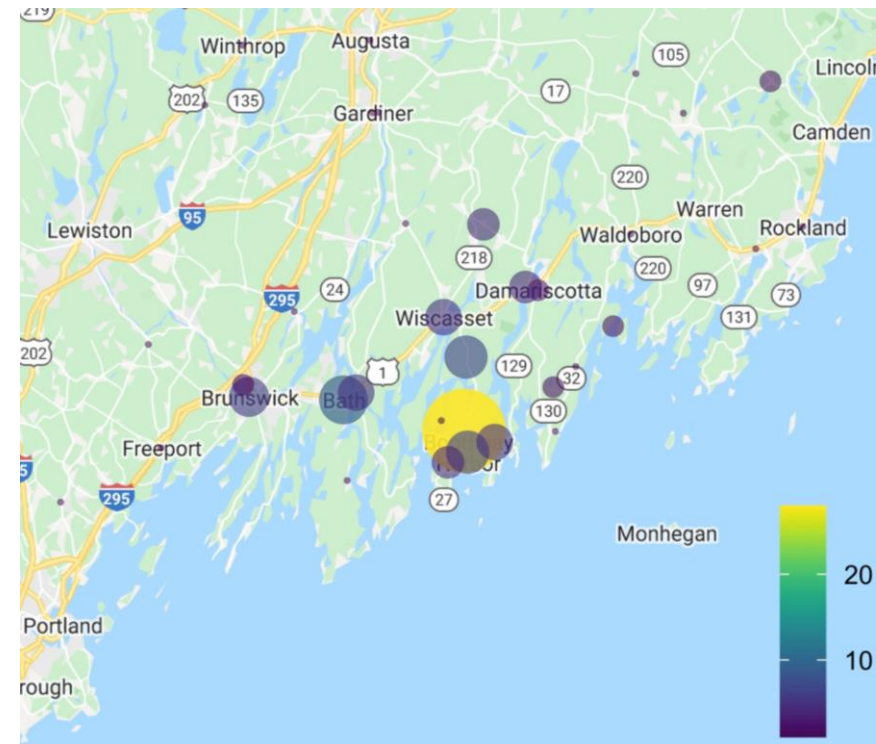 219
Winthrop
Augusta
105
Lincoln
202
135
17
Gardiner
Camden
220
95
Warren
Lewiston
Waldoboro
Rockland
218
220
24
Damariscotta
97
73
295
Wiscasset
131
202
1
129
32
Brunswick
Bath
130
Freeport
5
295
27
Monhegan
20
Portland
10
rough